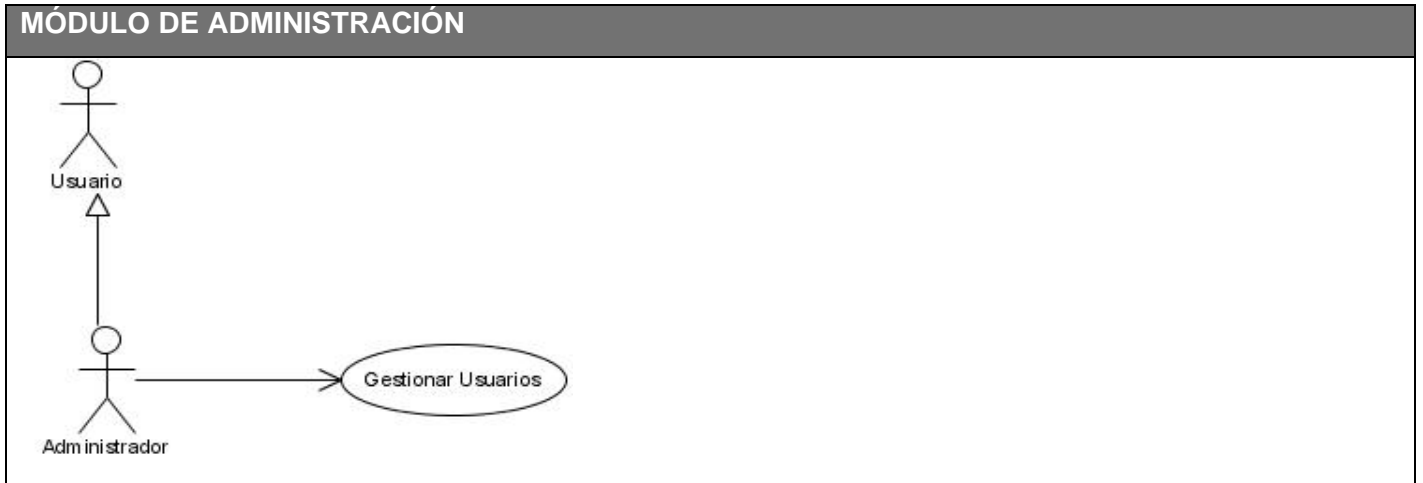 MÓDULO DE ADMINISTRACIÓN
Usuario
Gestionar Usuarios
Administrador